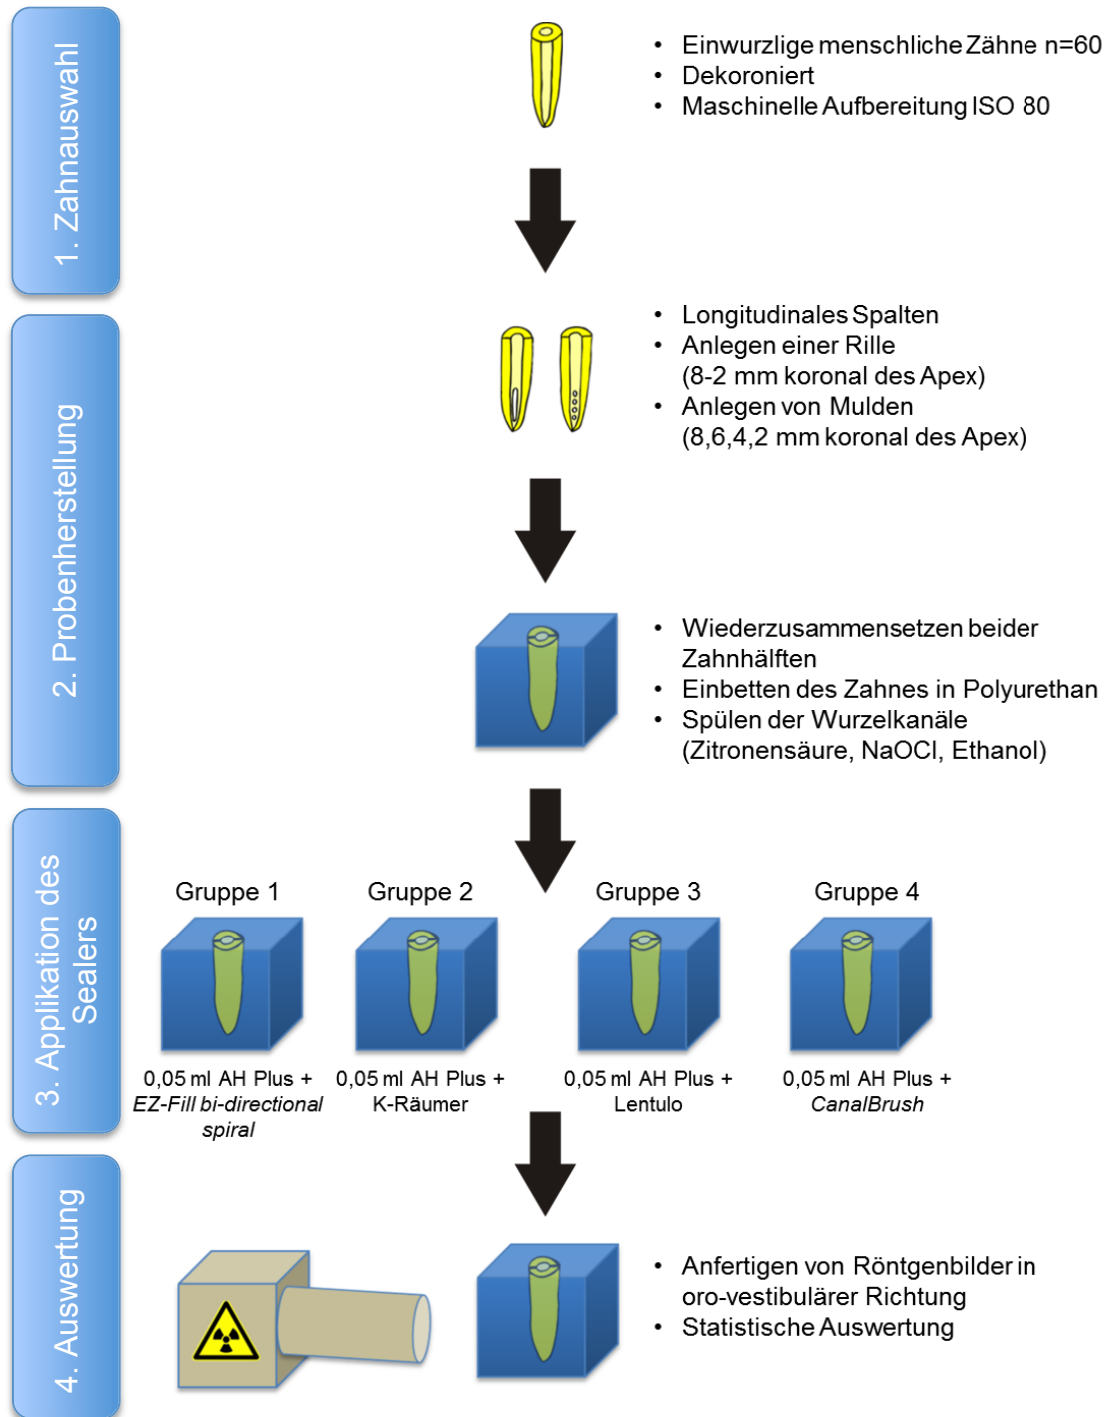 1. Zahnauswahl
• Einwurzlige menschliche Zähne n=60
• Dekoroniert
• Maschinelle Aufbereitung ISO 80
2. Probenherstellung
• Longitudinales Spalten
• Anlegen einer Rille
(8-2 mm koronal des Apex)
• Anlegen von Mulden
(8,6,4,2 mm koronal des Apex)
• Wiederzusammensetzen beider
Zahnhälften
• Einbetten des Zahnes in Polyurethan
• Spülen der Wurzelkanäle
(Zitronensäure, NaOCl, Ethanol)
3. Applikation des
Sealers
Gruppe 1
0,05 ml AH Plus +
EZ-Fill bi-directional
spiral
Gruppe 2
0,05 ml AH Plus +
K-Räumer
Gruppe 3
0,05 ml AH Plus +
Lentulo
Gruppe 4
0,05 ml AH Plus +
CanalBrush
4. Auswertung
• Anfertigen von Röntgenbilder in
oro-vestibulärer Richtung
• Statistische Auswertung